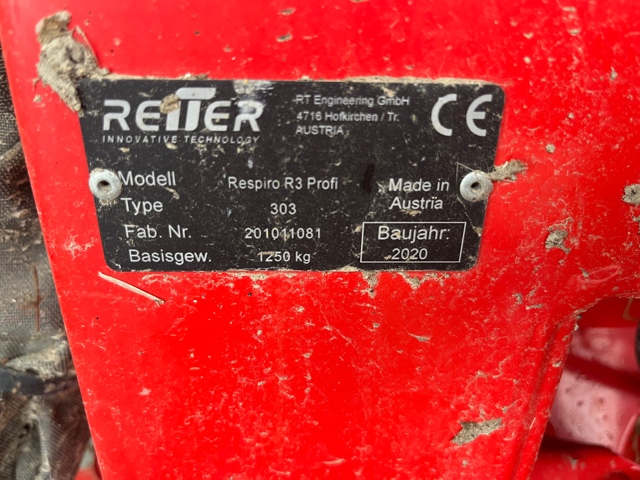 REITER
INNOVATIVE TECHNOLOGY
RT Engineering GmbH
4716 Hofkirchen / Tr.
AUSTRIA
CE
Modell Respiro R3 Profi
Type 303
Fab. Nr. 201011081
Basisgew. 1250 kg
Made in
Austria
Baujahr:
2020